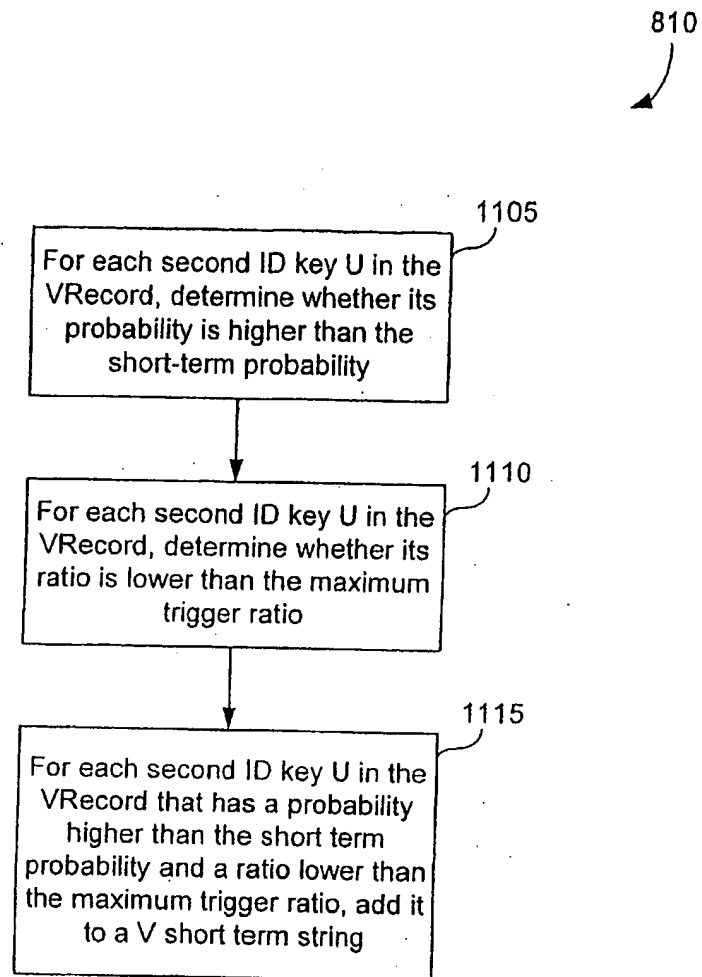 810
1105
For each second ID key U in the
VRecord, determine whether its
probability is higher than the
short-term probability
1110
For each second ID key U in the
VRecord, determine whether its
ratio is lower than the maximum
trigger ratio
1115
For each second ID key U in the
VRecord that has a probability
higher than the short term
probability and a ratio lower than
the maximum trigger ratio, add it
to a V short term string